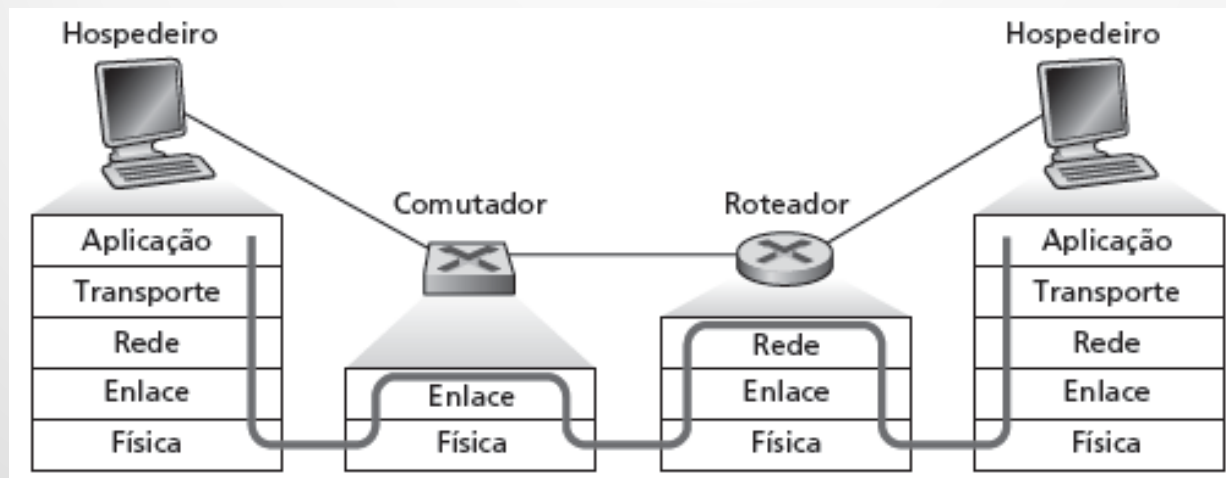 Hospedeiro
Hospedeiro
Comutador
Roteador
Aplicação
Transporte
Rede
Enlace
Física
Enlace
Física
Rede
Enlace
Física
Aplicação
Transporte
Rede
Enlace
Física